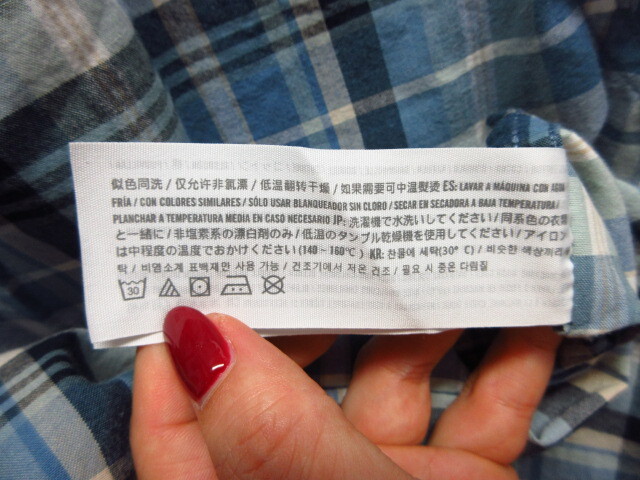 似色同洗 / 仅允许非氯漂 / 低温翻转干燥 / 如果需要可中温熨烫 ES: LAVAR A MÁQUINA CON AGUA
FRÍA / CON COLORES SIMILARES / SÓLO USAR BLANQUEADOR SIN CLORO / SECAR EN SECADORA A BAJA TEMPERATURA /
PLANCHAR A TEMPERATURA MEDIA EN CASO NECESARIO JP: 洗濯機で水洗いしてください / 同系色の衣類
と一緒に / 非塩素系の漂白剤のみ / 低温のタンブル乾燥機を使用してください / アイロン
は中程度の温度でおかけください (140 ~ 160℃) KR: 찬물에 세탁(30° C) / 비슷한 색상끼리
탁 / 비염소계 표백제만 사용 가능 / 건조기에서 저온 건조 / 필요 시 중온 다림질
30